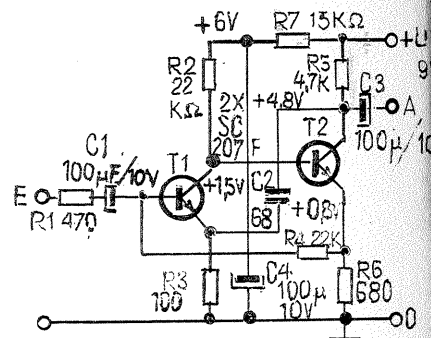 +6V
R7 15KΩ
+U
9
R2
22
KΩ
R5
4,7K
C3
A
100μ/10
+4,8V
2X
SC
207 F
T2
C1
100μF/10V
T1
+1,5V
C2
68
+0,8V
E
R1 470
R4 22K
R3
100
C4
100μ
10V
R6
680
0